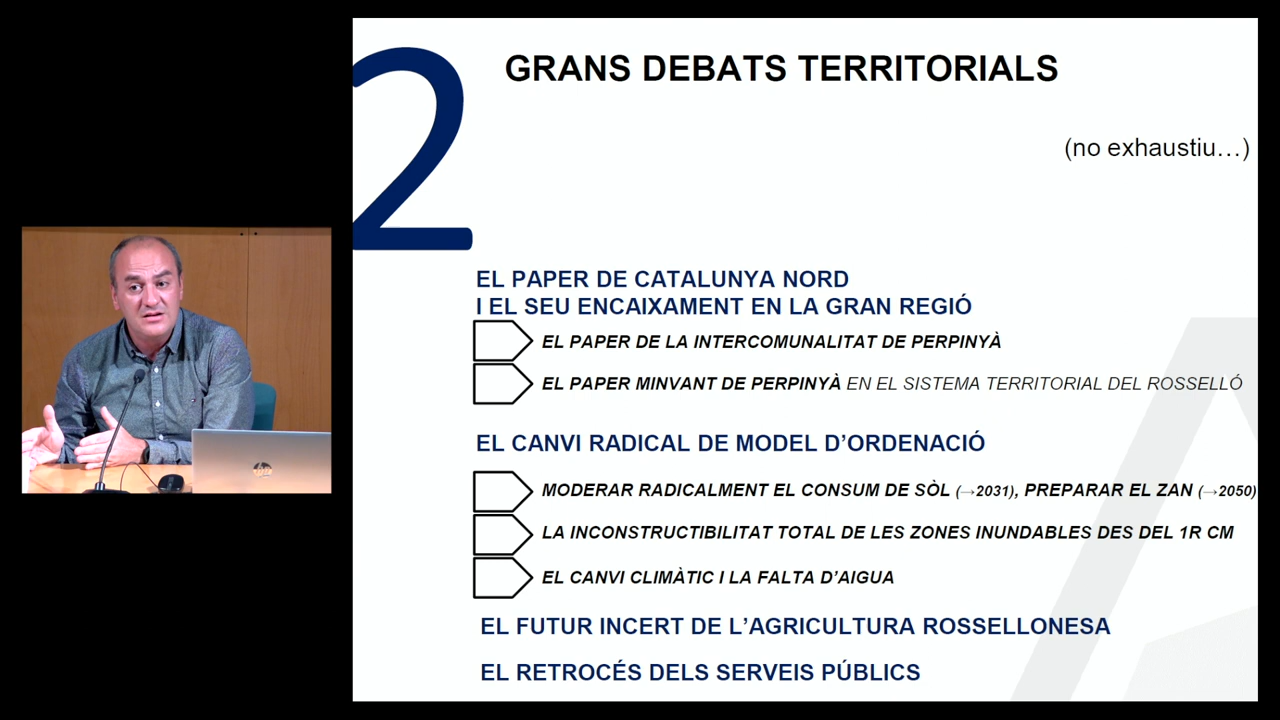 2
GRANS DEBATS TERRITORIALS
(no exhaustiu…)
EL PAPER DE CATALUNYA NORD
I EL SEU ENCAIXAMENT EN LA GRAN REGIÓ
EL PAPER DE LA INTERCOMUNALITAT DE PERPINYÀ
EL PAPER MINVANT DE PERPINYÀ EN EL SISTEMA TERRITORIAL DEL ROSSELLÓ
EL CANVI RADICAL DE MODEL D’ORDENACIÓ
MODERAR RADICALMENT EL CONSUM DE SÒL (→2031), PREPARAR EL ZAN (→2050)
LA INCONSTRUCTIBILITAT TOTAL DE LES ZONES INUNDABLES DES DEL 1R CM
EL CANVI CLIMÀTIC I LA FALTA D’AIGUA
EL FUTUR INCERT DE L’AGRICULTURA ROSSELLONESA
EL RETROCÉS DELS SERVEIS PÚBLICS